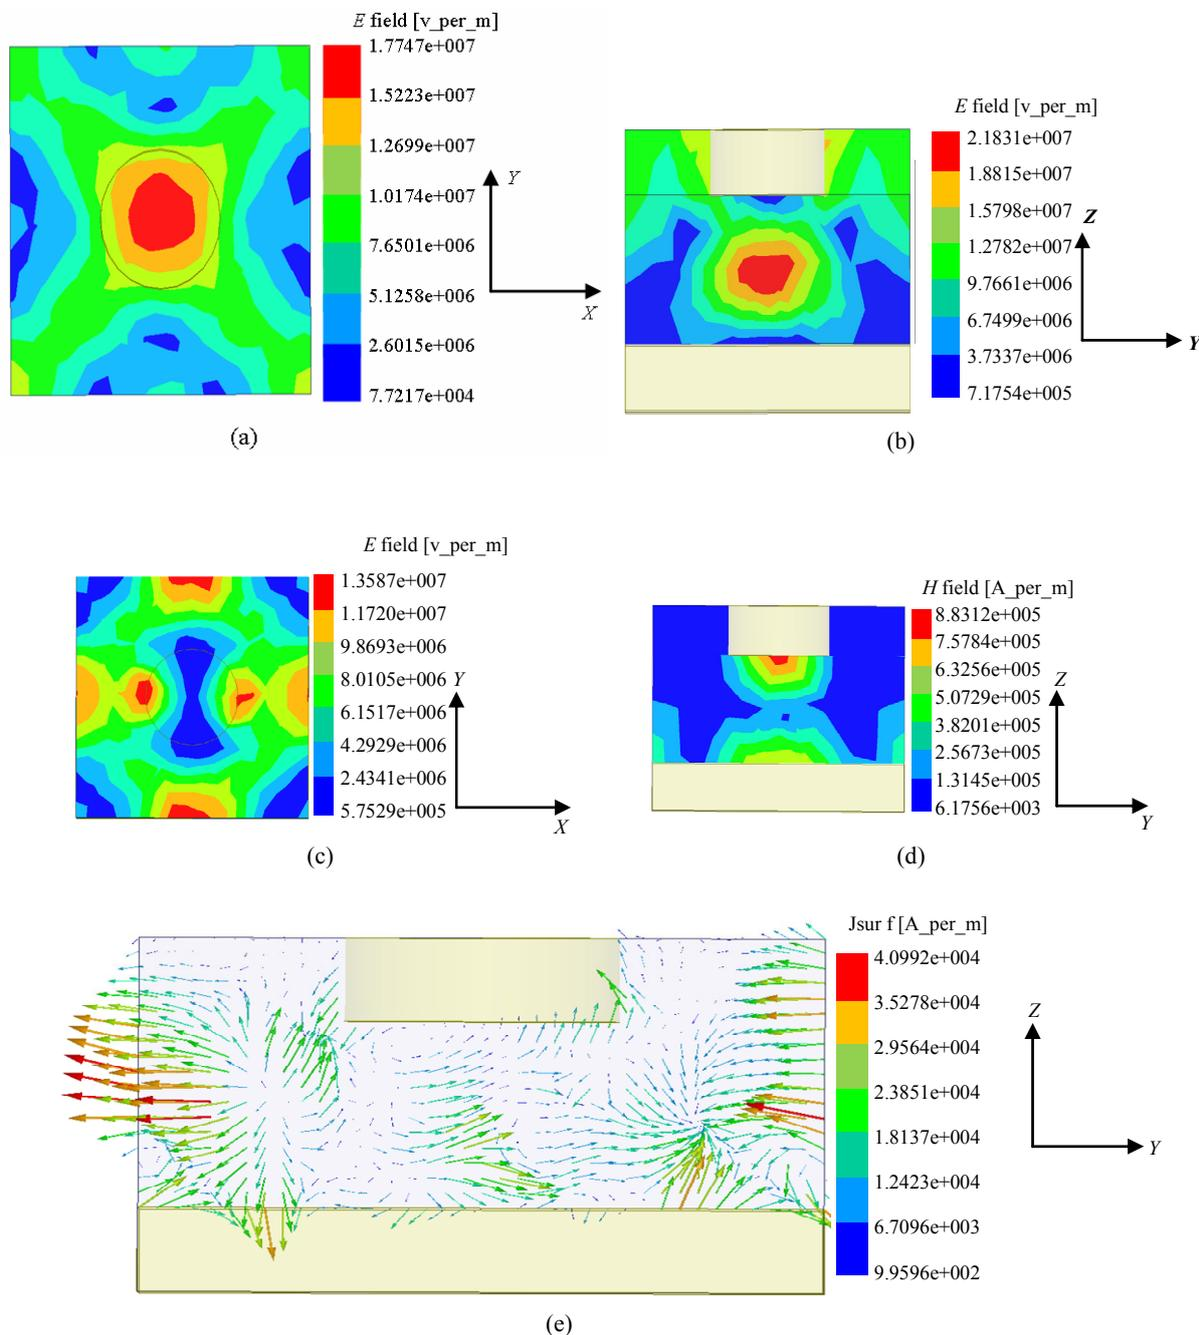 E field [v_per_m]
1.7747e+007
1.5223e+007
1.2699e+007
1.0174e+007
7.6501e+006
5.1258e+006
2.6015e+006
7.7217e+004
Y
X
(a)
E field [v_per_m]
2.1831e+007
1.8815e+007
1.5798e+007
1.2782e+007
9.7661e+006
6.7499e+006
3.7337e+006
7.1754e+005
Z
Y
(b)
E field [v_per_m]
1.3587e+007
1.1720e+007
9.8693e+006
8.0105e+006
6.1517e+006
4.2929e+006
2.4341e+006
5.7529e+005
Y
X
(c)
H field [A_per_m]
8.8312e+005
7.5784e+005
6.3256e+005
5.0729e+005
3.8201e+005
2.5673e+005
1.3145e+005
6.1756e+003
Z
Y
(d)
Jsur f [A_per_m]
4.0992e+004
3.5278e+004
2.9564e+004
2.3851e+004
1.8137e+004
1.2423e+004
6.7096e+003
9.9596e+002
Z
Y
(e)